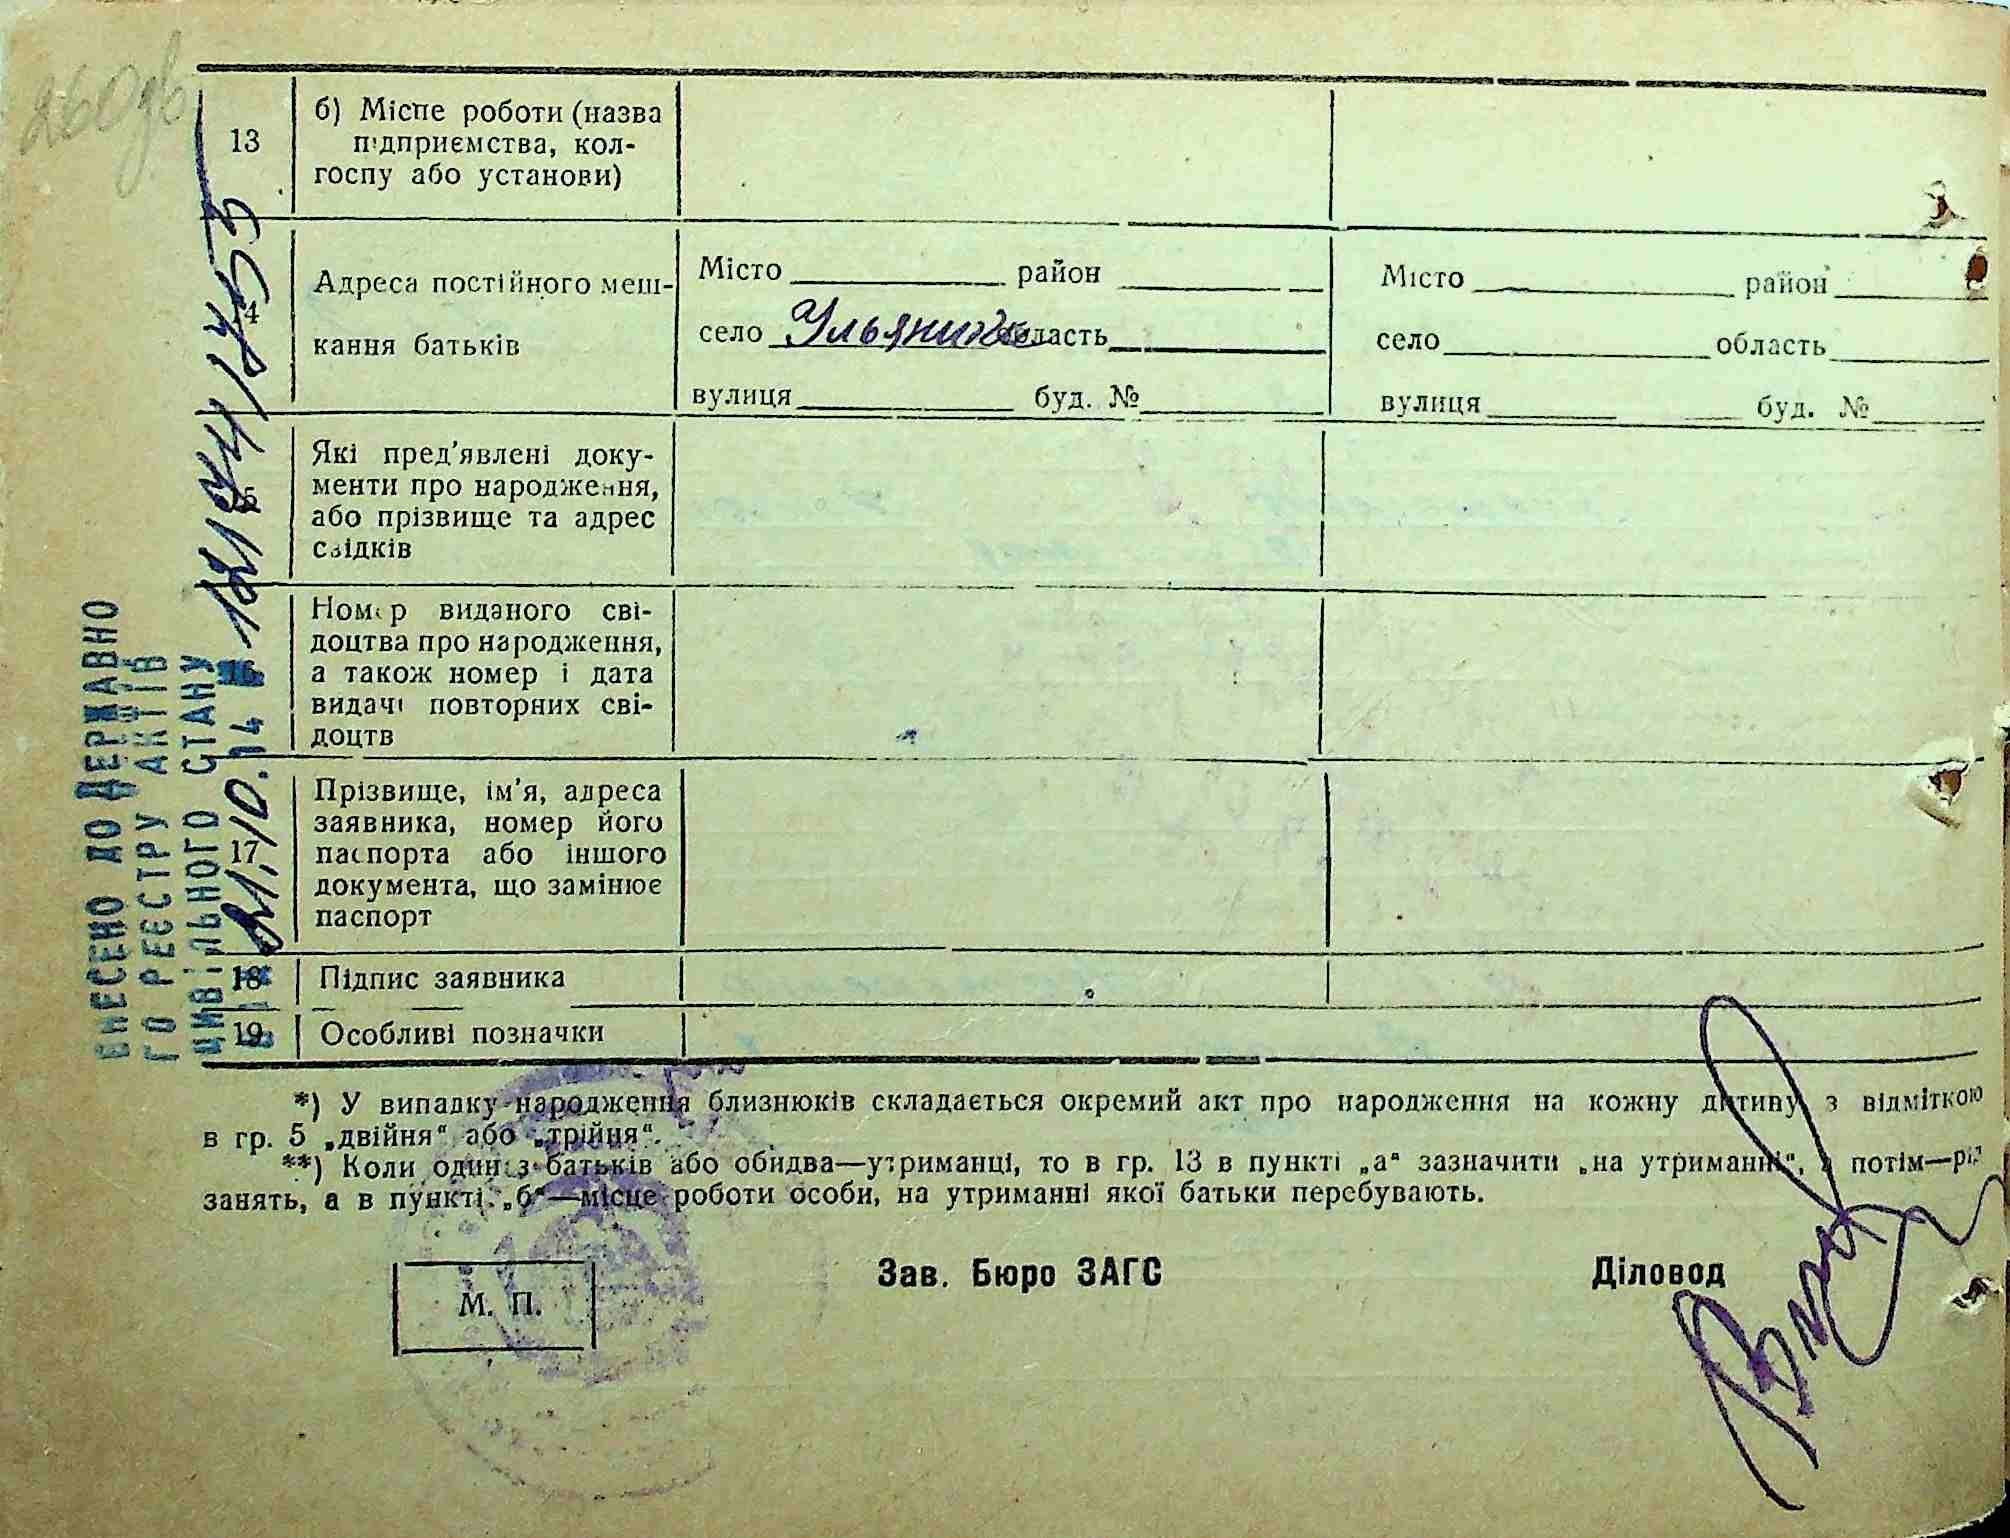 13
б) Місце роботи (назва
підприємства, кол-
госпу або установи)
14
Адреса постійного меш-
кання батьків
Місто район
село область
вулиця буд. №
Місто район
село область
вулиця буд. №
15
Які пред'явлені доку-
менти про народження,
або прізвище та адрес
свідків
16
Номер виданого сві-
доцтва про народження,
а також номер і дата
видачі повторних сві-
доцтв
17
Прізвище, ім'я, адреса
заявника, номер його
паспорта або іншого
документа, що замінює
паспорт
18
Підпис заявника
19
Особливі позначки
ВНЕСЕНО ДО ДЕРЖАВНО
ГО РЕЄСТРУ АКТІВ
ЦИВІЛЬНОГО СТАНУ
21.10.14
*) У випадку народження близнюків складається окремий акт про народження на кожну дитину з відміткою
в гр. 5 „двійня“ або „трійня“.
**) Коли один з батьків або обидва—утриманці, то в гр. 13 в пункті „а“ зазначити „на утриманні“, а потім—рід
занять, а в пункті „б“—місце роботи особи, на утриманні якої батьки перебувають.
М. П.
Зав. Бюро ЗАГС
Діловод